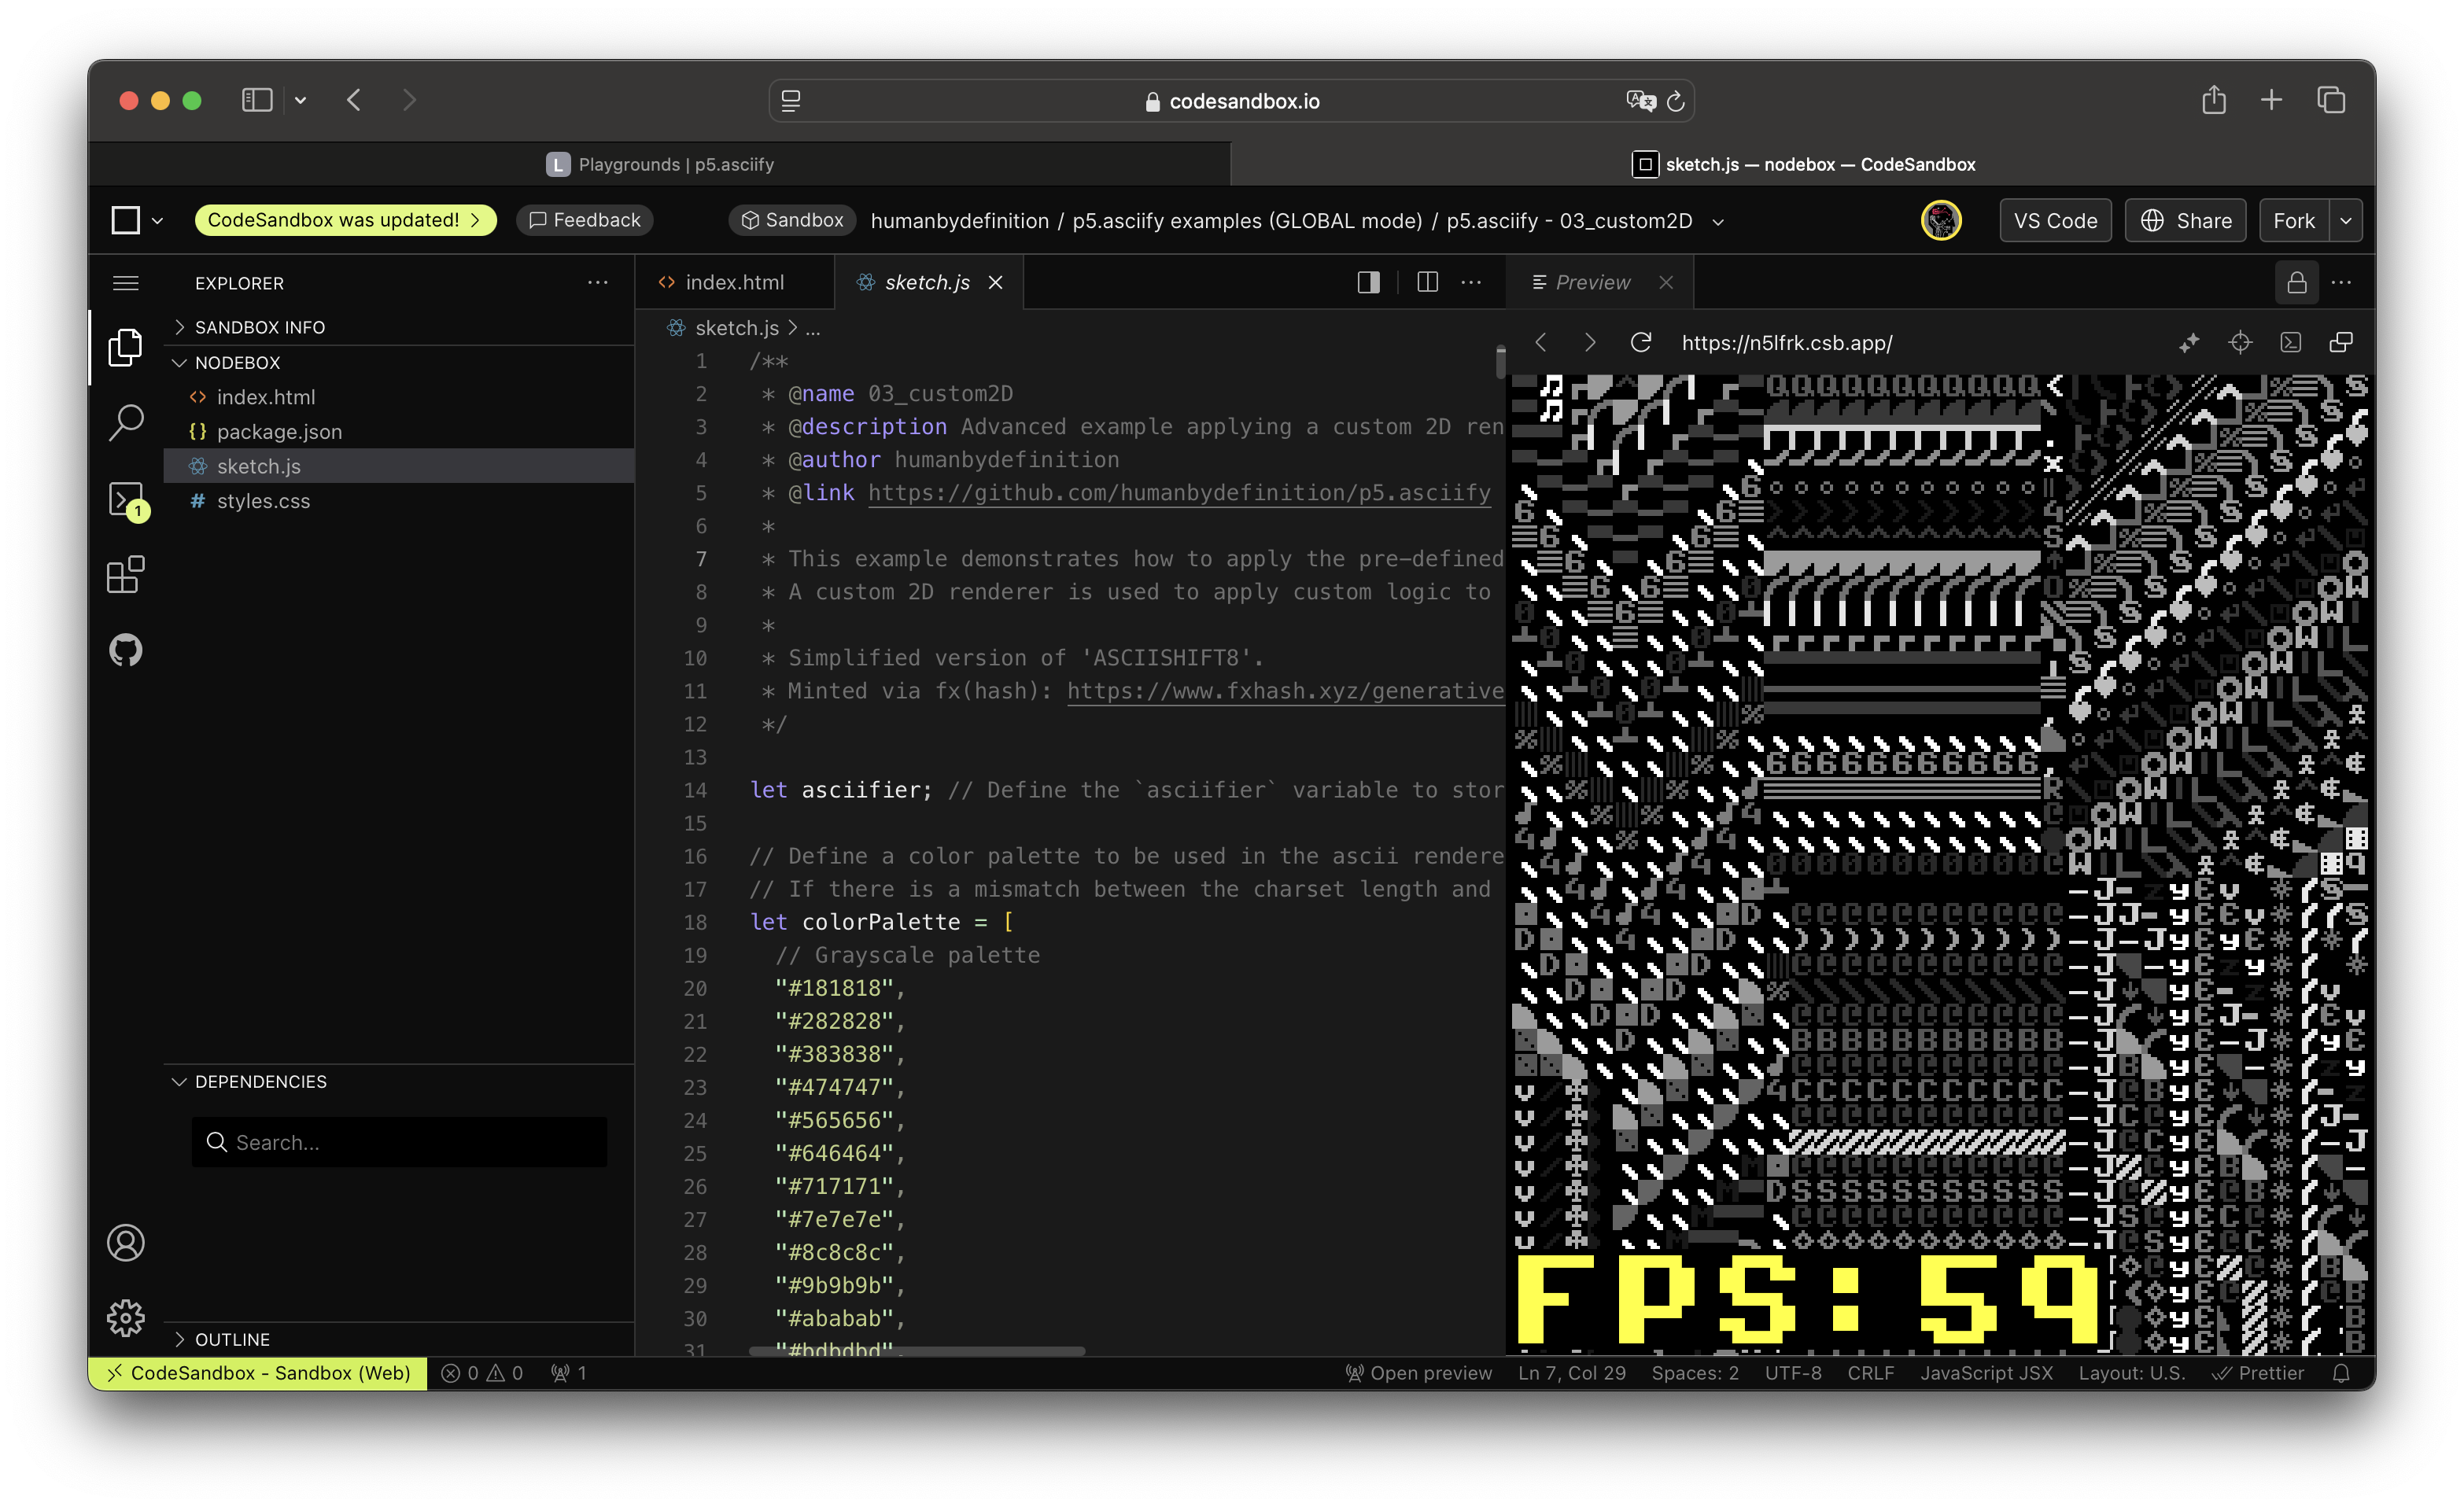 codesandbox.io
L Playgrounds | p5.asciify
sketch.js — nodebox — CodeSandbox
CodeSandbox was updated!
Feedback
Sandbox
humanbydefinition / p5.asciify examples (GLOBAL mode) / p5.asciify - 03_custom2D
VS Code
Share
Fork
EXPLORER
SANDBOX INFO
NODEBOX
index.html
package.json
sketch.js
styles.css
1
DEPENDENCIES
Search...
OUTLINE
index.html
sketch.js
sketch.js > ...
1 /**
2 * @name 03_custom2D
3 * @description Advanced example applying a custom 2D ren
4 * @author humanbydefinition
5 * @link https://github.com/humanbydefinition/p5.asciify
6 *
7 * This example demonstrates how to apply the pre-defined
8 * A custom 2D renderer is used to apply custom logic to
9 *
10 * Simplified version of 'ASCIISHIFT8'.
11 * Minted via fx(hash): https://www.fxhash.xyz/generative
12 */
13
14 let asciifier; // Define the `asciifier` variable to stor
15
16 // Define a color palette to be used in the ascii rendere
17 // If there is a mismatch between the charset length and
18 let colorPalette = [
19 // Grayscale palette
20 "#181818",
21 "#282828",
22 "#383838",
23 "#474747",
24 "#565656",
25 "#646464",
26 "#717171",
27 "#7e7e7e",
28 "#8c8c8c",
29 "#9b9b9b",
30 "#ababab",
31 "#bdbdbd",
Preview
https://n5lfrk.csb.app/
FPS: 59
CodeSandbox - Sandbox (Web)
0
0
1
Open preview
Ln 7, Col 29
Spaces: 2
UTF-8
CRLF
JavaScript JSX
Layout: U.S.
Prettier